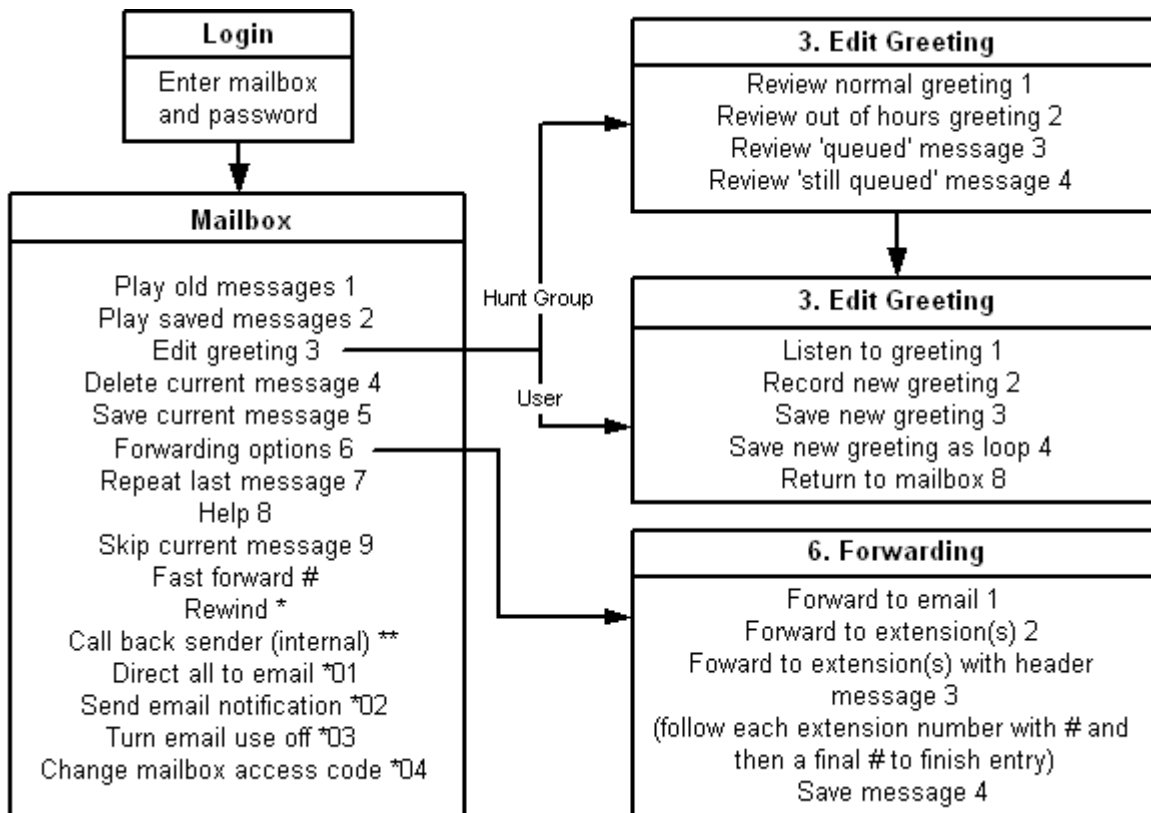 Login
Enter mailbox
and password
Mailbox
Play old messages 1
Play saved messages 2
Edit greeting 3
Delete current message 4
Save current message 5
Forwarding options 6
Repeat last message 7
Help 8
Skip current message 9
Fast forward #
Rewind *
Call back sender (internal) **
Direct all to email *01
Send email notification *02
Turn email use off *03
Change mailbox access code *04
Hunt Group
User
3. Edit Greeting
Review normal greeting 1
Review out of hours greeting 2
Review 'queued' message 3
Review 'still queued' message 4
3. Edit Greeting
Listen to greeting 1
Record new greeting 2
Save new greeting 3
Save new greeting as loop 4
Return to mailbox 8
6. Forwarding
Forward to email 1
Forward to extension(s) 2
Foward to extension(s) with header
message 3
(follow each extension number with # and
then a final # to finish entry)
Save message 4